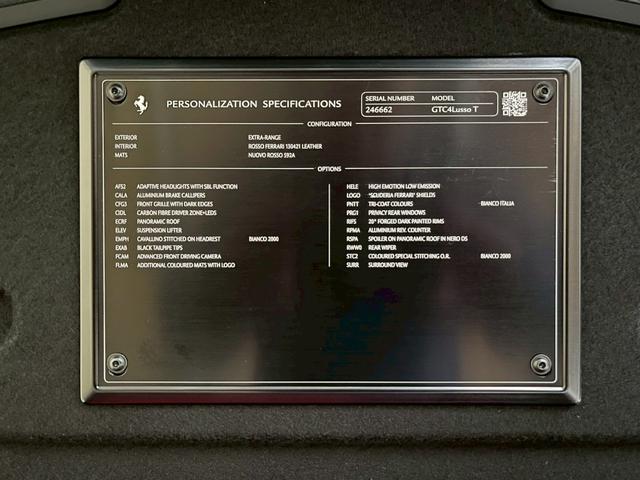 PERSONALIZATION SPECIFICATIONS
SERIAL NUMBER MODEL
246662 GTC4Lusso T
CONFIGURATION
EXTERIOR EXTRA-RANGE
INTERIOR ROSSO FERRARI 130421 LEATHER
MATS NUOVO ROSSO 592A
OPTIONS
AFS2 ADAPTIVE HEADLIGHTS WITH SBL FUNCTION
CALA ALUMINIUM BRAKE CALLIPERS
CFG3 FRONT GRILLE WITH DARK EDGES
CIDL CARBON FIBRE DRIVER ZONE+LEDS
ECRF PANORAMIC ROOF
ELEV SUSPENSION LIFTER
EMPH CAVALLINO STITCHED ON HEADREST BIANCO 2000
EXAB BLACK TAILPIPE TIPS
FCAM ADVANCED FRONT DRIVING CAMERA
FLMA ADDITIONAL COLOURED MATS WITH LOGO
HELE HIGH EMOTION LOW EMISSION
LOGO "SCUDERIA FERRARI" SHIELDS
PNTT TRI-COAT COLOURS BIANCO ITALIA
PRG1 PRIVACY REAR WINDOWS
RIFS 20" FORGED DARK PAINTED RIMS
RPMA ALUMINIUM REV. COUNTER
RSPA SPOILER ON PANORAMIC ROOF IN NERO DS
RWW0 REAR WIPER
STC2 COLOURED SPECIAL STITCHING O.R. BIANCO 2000
SURR SURROUND VIEW